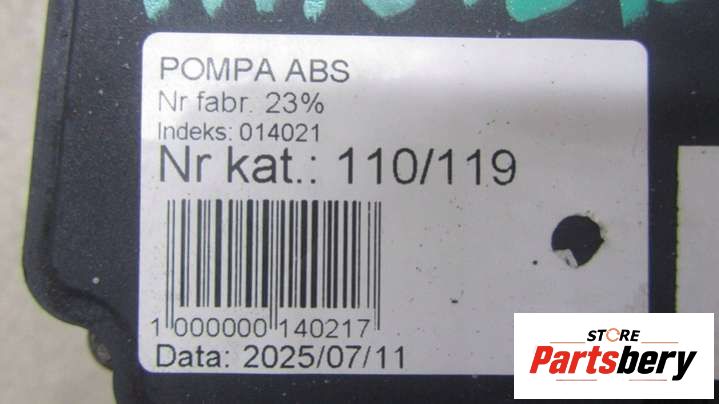 POMPA ABS
Nr fabr. 23%
Indeks: 014021
Nr kat.: 110/119
1 000000 140217
Data: 2025/07/11
STORE
Partsbery